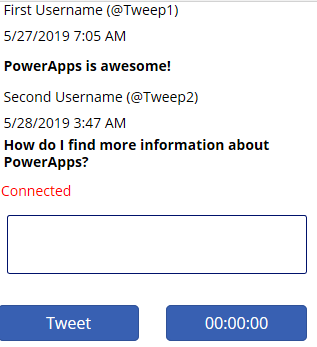 First Username (@Tweep1)
5/27/2019 7:05 AM
PowerApps is awesome!
Second Username (@Tweep2)
5/28/2019 3:47 AM
How do I find more information about
PowerApps?
Connected
Tweet
00:00:00